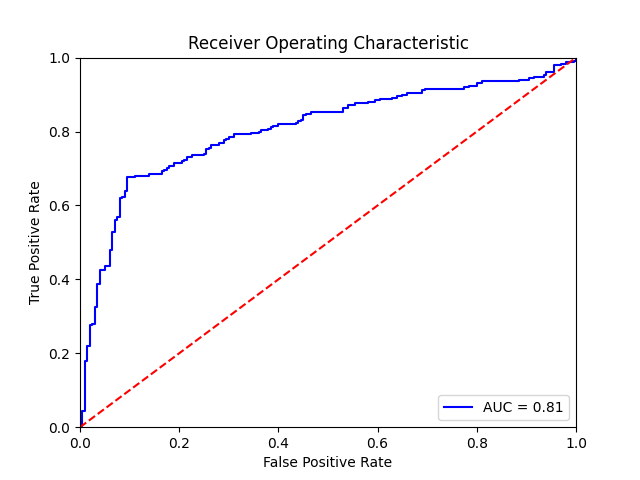 Receiver Operating Characteristic
True Positive Rate
1.0
0.8
0.6
0.4
0.2
0.0
AUC = 0.81
0.0 0.2 0.4 0.6 0.8 1.0
False Positive Rate